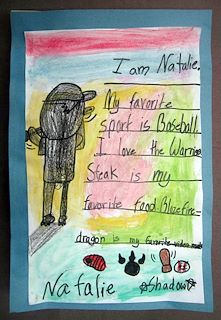 I am Natalie.
My favorite
sport is Baseball.
I love the Warriors
Steak is my
favorite food Bluefire-
dragon is my favorite video
Natalie
Shadow